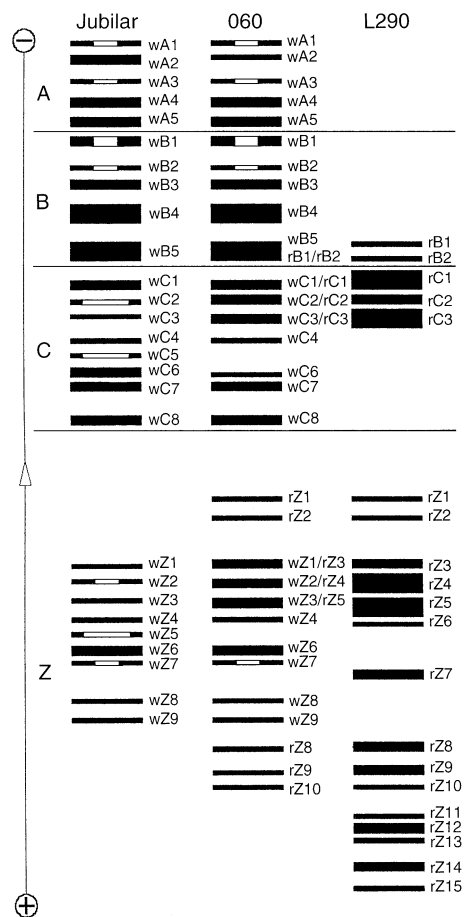 Jubilar 060 L290
−
wA1 wA1
wA2 wA2
wA3 wA3
A
wA4 wA4
wA5 wA5
wB1 wB1
wB2 wB2
wB3 wB3
B
wB4 wB4
wB5 rB1
wB5 rB1/rB2 rB2
wC1 wC1/rC1 rC1
wC2 wC2/rC2 rC2
wC3 wC3/rC3 rC3
wC4 wC4
C
wC5
wC6 wC6
wC7 wC7
wC8 wC8
rZ1 rZ1
rZ2 rZ2
wZ1 wZ1/rZ3 rZ3
wZ2 wZ2/rZ4 rZ4
wZ3 wZ3/rZ5 rZ5
wZ4 wZ4 rZ6
wZ5
wZ6 wZ6
wZ7 wZ7
Z rZ7
wZ8 wZ8
wZ9 wZ9
rZ8 rZ8
rZ9 rZ9
rZ10 rZ10
rZ11
rZ12
rZ13
rZ14
rZ15
+